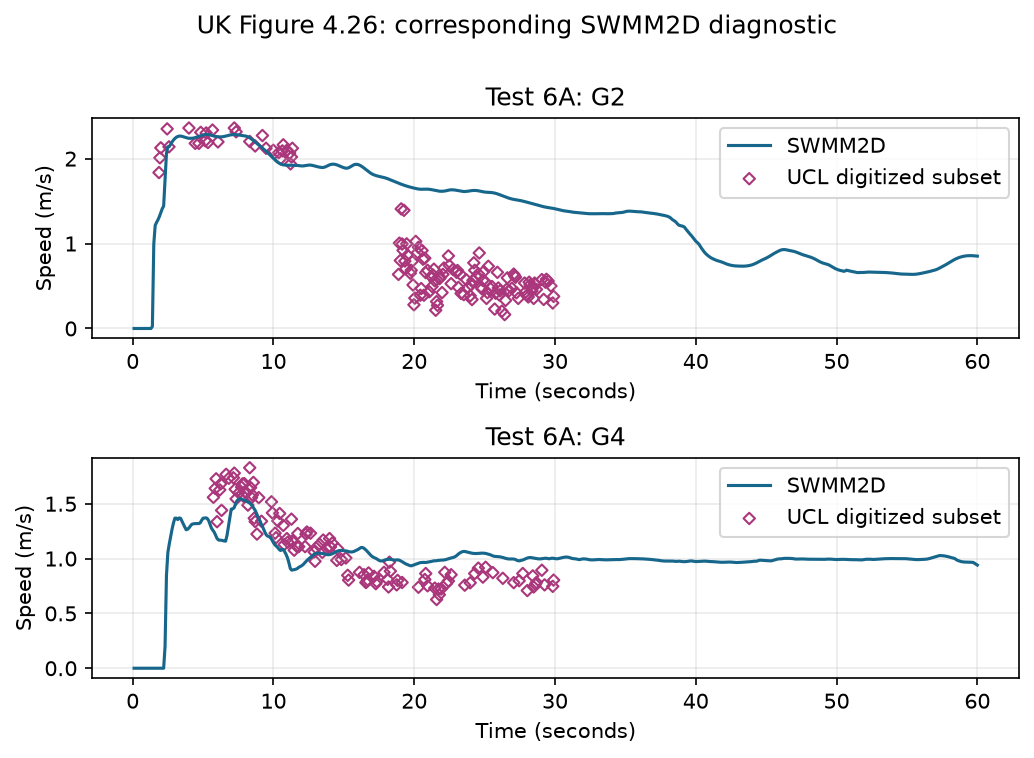 UK Figure 4.26: corresponding SWMM2D diagnostic
Test 6A: G2
Speed (m/s)
2
1
0
SWMM2D
UCL digitized subset
0 10 20 30 40 50 60
Time (seconds)
Test 6A: G4
Speed (m/s)
1.5
1.0
0.5
0.0
SWMM2D
UCL digitized subset
0 10 20 30 40 50 60
Time (seconds)